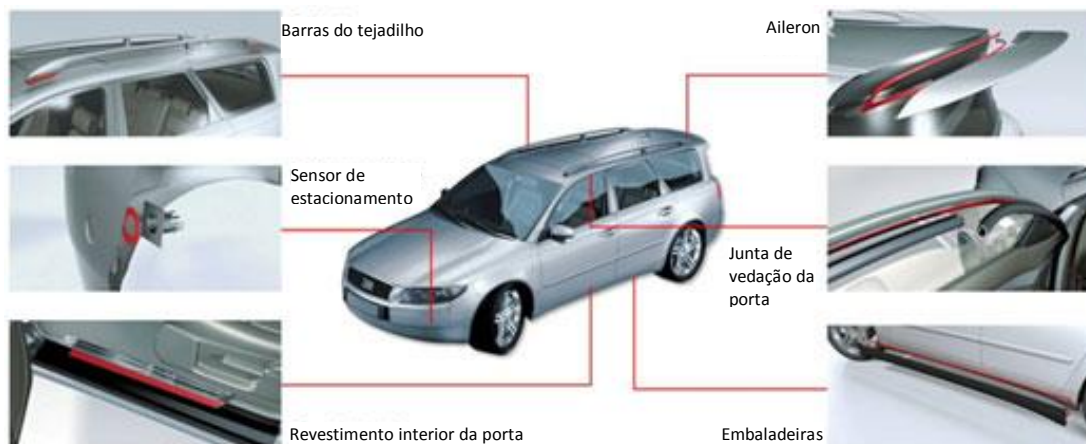 Barras do tejadilho
Aileron
Sensor de
estacionamento
Junta de
vedação da
porta
Revestimento interior da porta
Embaladeiras